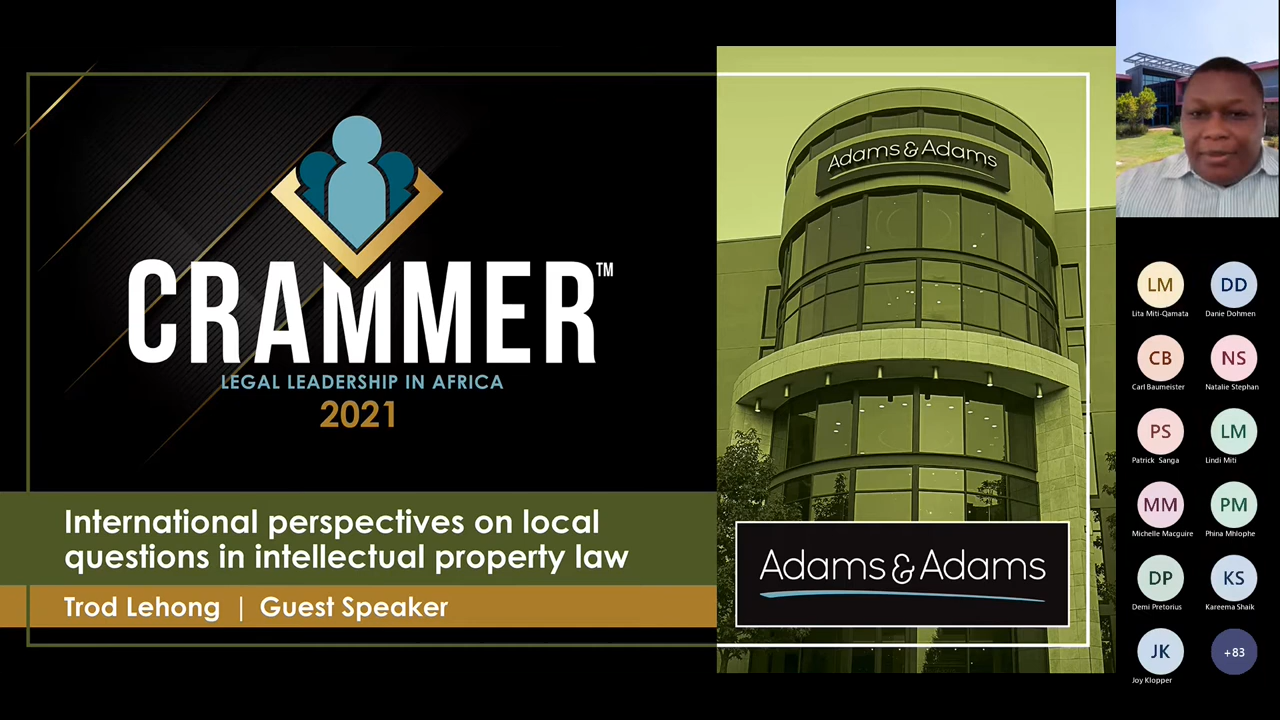 Adams & Adams
CRAMMER™
LEGAL LEADERSHIP IN AFRICA
2021
International perspectives on local
questions in intellectual property law
Trod Lehong | Guest Speaker
Adams & Adams
LM
DD
Lita Miti-Qamata
Danie Dohmen
CB
NS
Carl Baumeister
Natalie Stephan
PS
LM
Patrick Sanga
Lindi Miti
MM
PM
Michelle Macguire
Phina Mhlophe
DP
KS
Demi Pretorius
Kareema Shaik
JK
+83
Joy Klopper